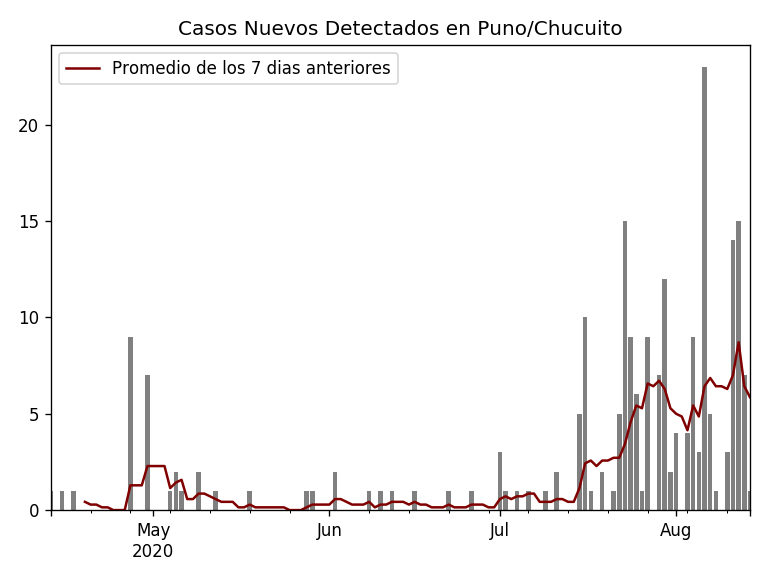 Casos Nuevos Detectados en Puno/Chucuito
Promedio de los 7 dias anteriores
20
15
10
5
0
May
2020
Jun
Jul
Aug